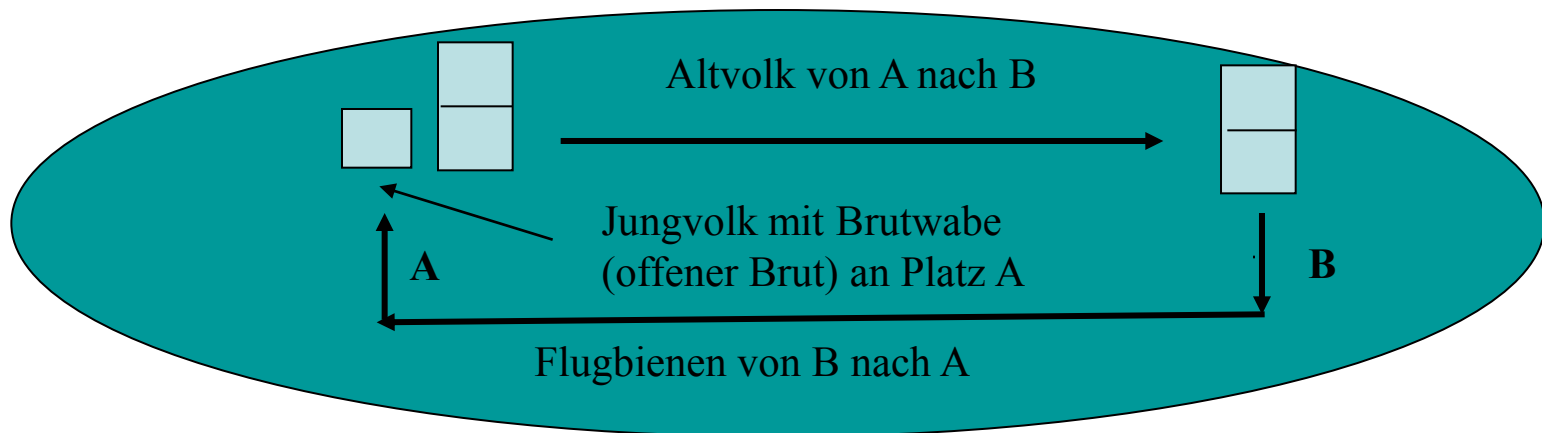 Altvolk von A nach B
Jungvolk mit Brutwabe
(offener Brut) an Platz A
A
B
Flugbienen von B nach A